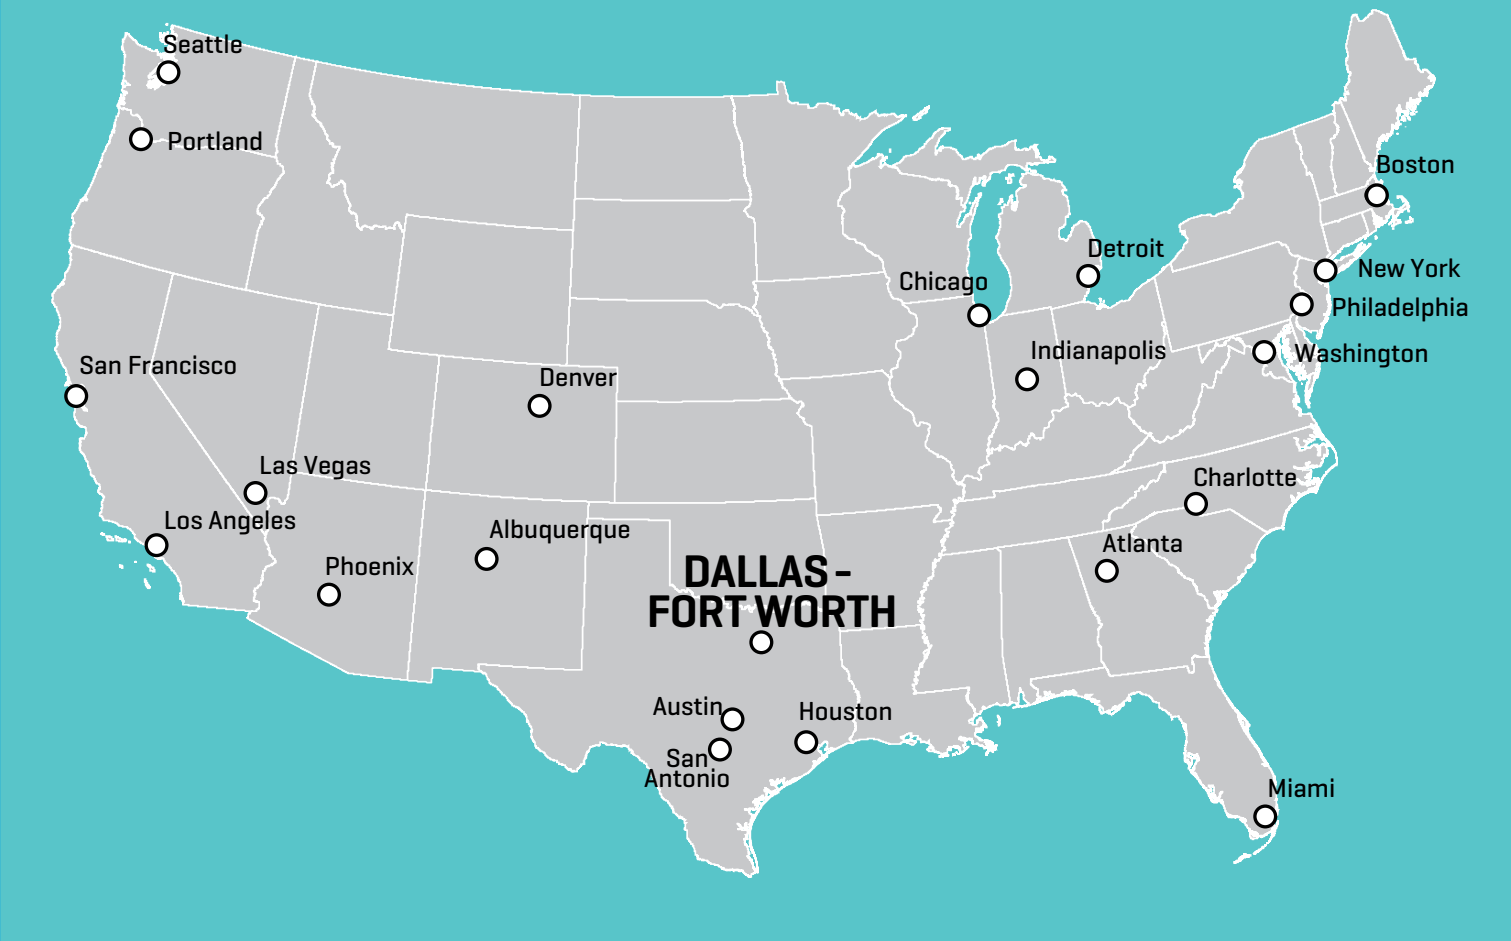 Seattle
Portland
Boston
Detroit
New York
Chicago
Philadelphia
Indianapolis
Washington
San Francisco
Denver
Las Vegas
Charlotte
Los Angeles
Albuquerque
Atlanta
Phoenix
DALLAS –
FORT WORTH
Austin
Houston
San
Antonio
Miami